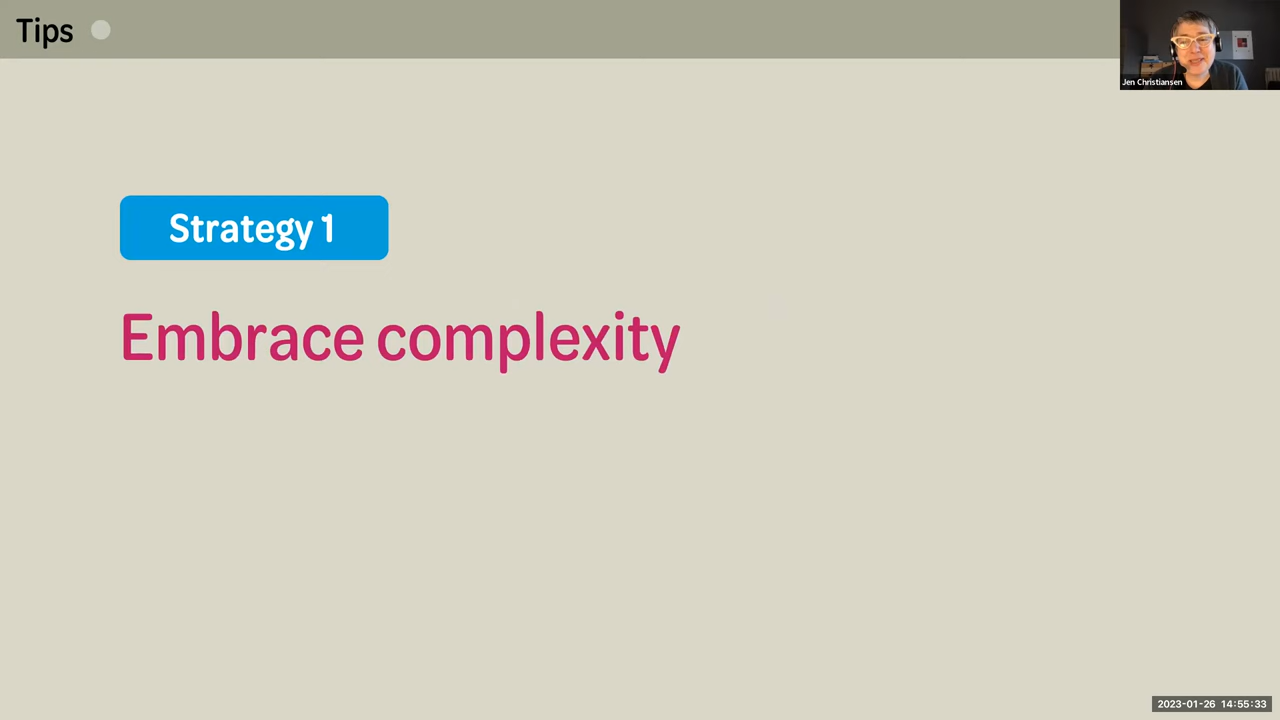 Tips
Jen Christiansen
Strategy 1
Embrace complexity
2023-01-26 14:55:33